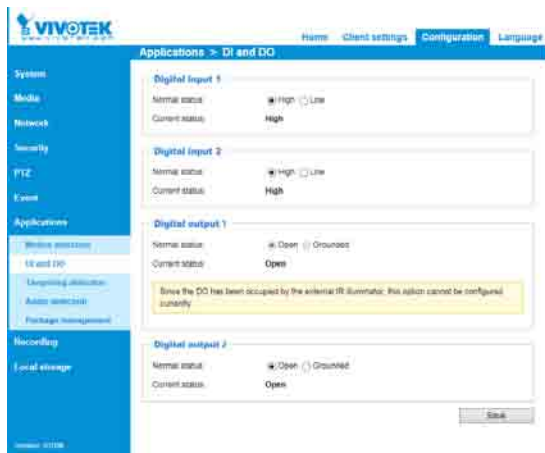 VIVOTEK
Home Client settings Configuration Language
Applications > DI and DO
System
Media
Network
Security
PTZ
Event
Applications
Motion detection
DI and DO
Tampering detection
Audio detection
Package management
Recording
Local storage
Digital input 1
Normal status: High Low
Current status: High
Digital input 2
Normal status: High Low
Current status: High
Digital output 1
Normal status: Open Grounded
Current status: Open
Since the DO has been occupied by the external IR illuminator, this option cannot be configured currently.
Digital output 2
Normal status: Open Grounded
Current status: Open
Save